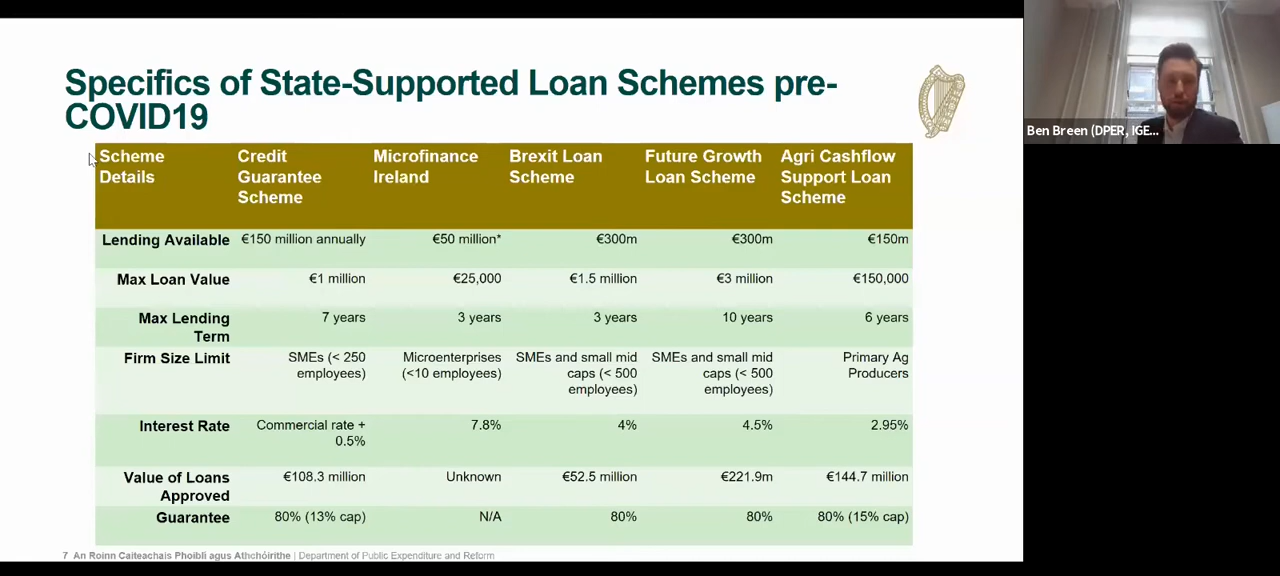 Specifics of State-Supported Loan Schemes pre-
COVID19
Scheme
Details
Credit
Guarantee
Scheme
Microfinance
Ireland
Brexit Loan
Scheme
Future Growth
Loan Scheme
Agri Cashflow
Support Loan
Scheme
Lending Available
€150 million annually
€50 million*
€300m
€300m
€150m
Max Loan Value
€1 million
€25,000
€1.5 million
€3 million
€150,000
Max Lending
Term
7 years
3 years
3 years
10 years
6 years
Firm Size Limit
SMEs (< 250
employees)
Microenterprises
(<10 employees)
SMEs and small mid
caps (< 500
employees)
SMEs and small mid
caps (< 500
employees)
Primary Ag
Producers
Interest Rate
Commercial rate +
0.5%
7.8%
4%
4.5%
2.95%
Value of Loans
Approved
€108.3 million
Unknown
€52.5 million
€221.9m
€144.7 million
Guarantee
80% (13% cap)
N/A
80%
80%
80% (15% cap)
7 An Roinn Caiteachais Phoiblí agus Athchóirithe | Department of Public Expenditure and Reform
Ben Breen (DPER, IGE...